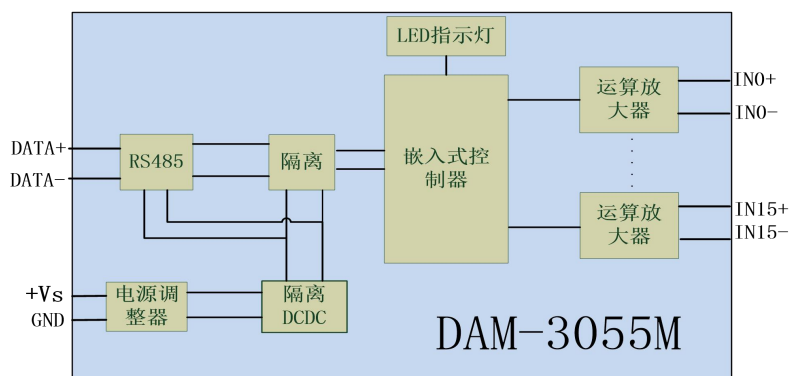 LED指示灯
运算放
大器
IN0+
IN0-
DATA+
DATA-
RS485
隔离
嵌入式控
制器
运算放
大器
IN15+
IN15-
+Vs
GND
电源调
整器
隔离
DCDC
DAM-3055M